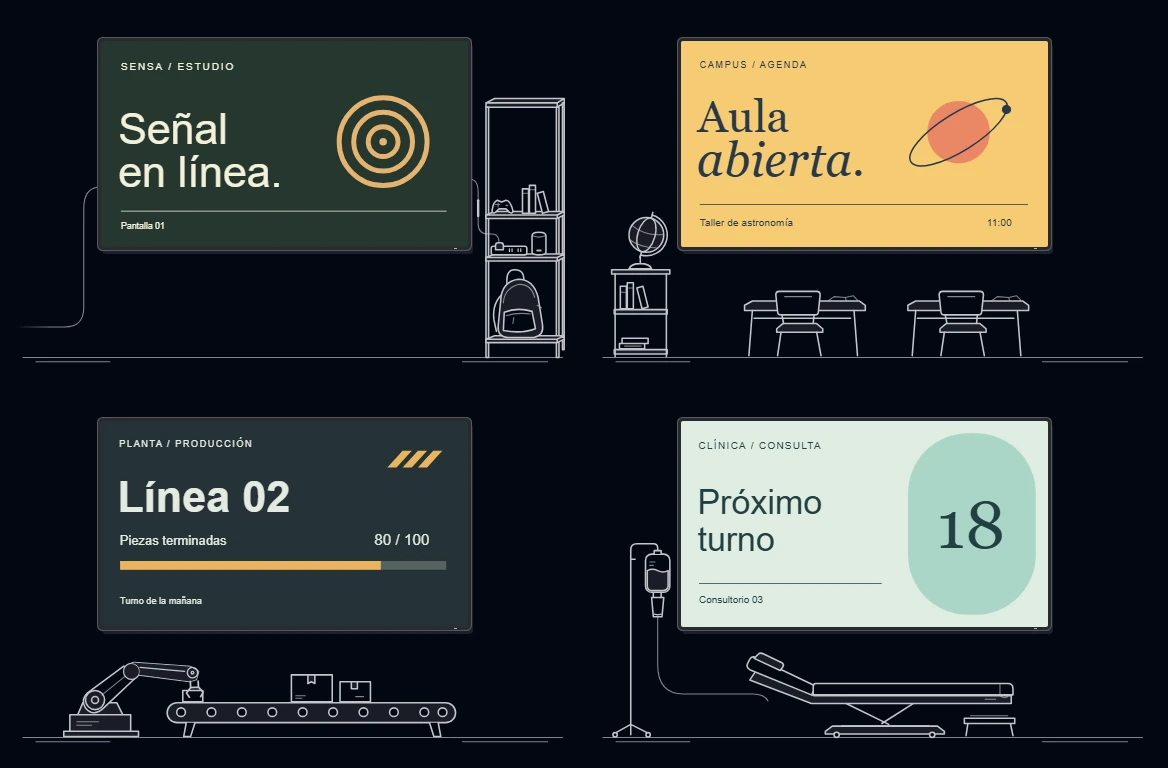 SENSA / ESTUDIO
Señal
en línea.
Pantalla 01
CAMPUS / AGENDA
Aula
abierta.
Taller de astronomía 11:00
PLANTA / PRODUCCIÓN
Línea 02
Piezas terminadas 80 / 100
Turno de la mañana
CLÍNICA / CONSULTA
Próximo
turno
18
Consultorio 03